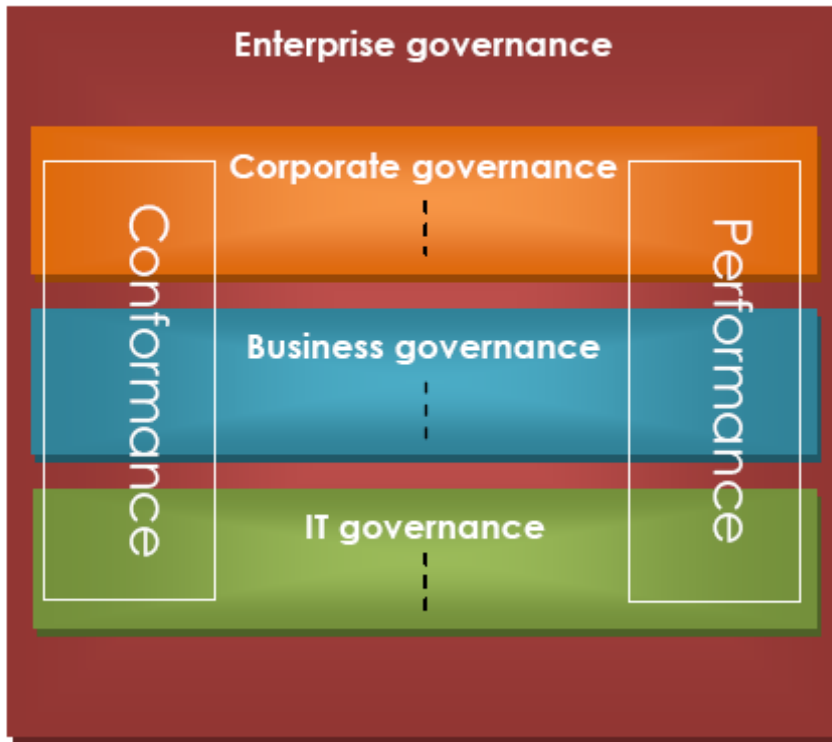 Enterprise governance
Corporate governance
Conformance
Performance
Business governance
IT governance